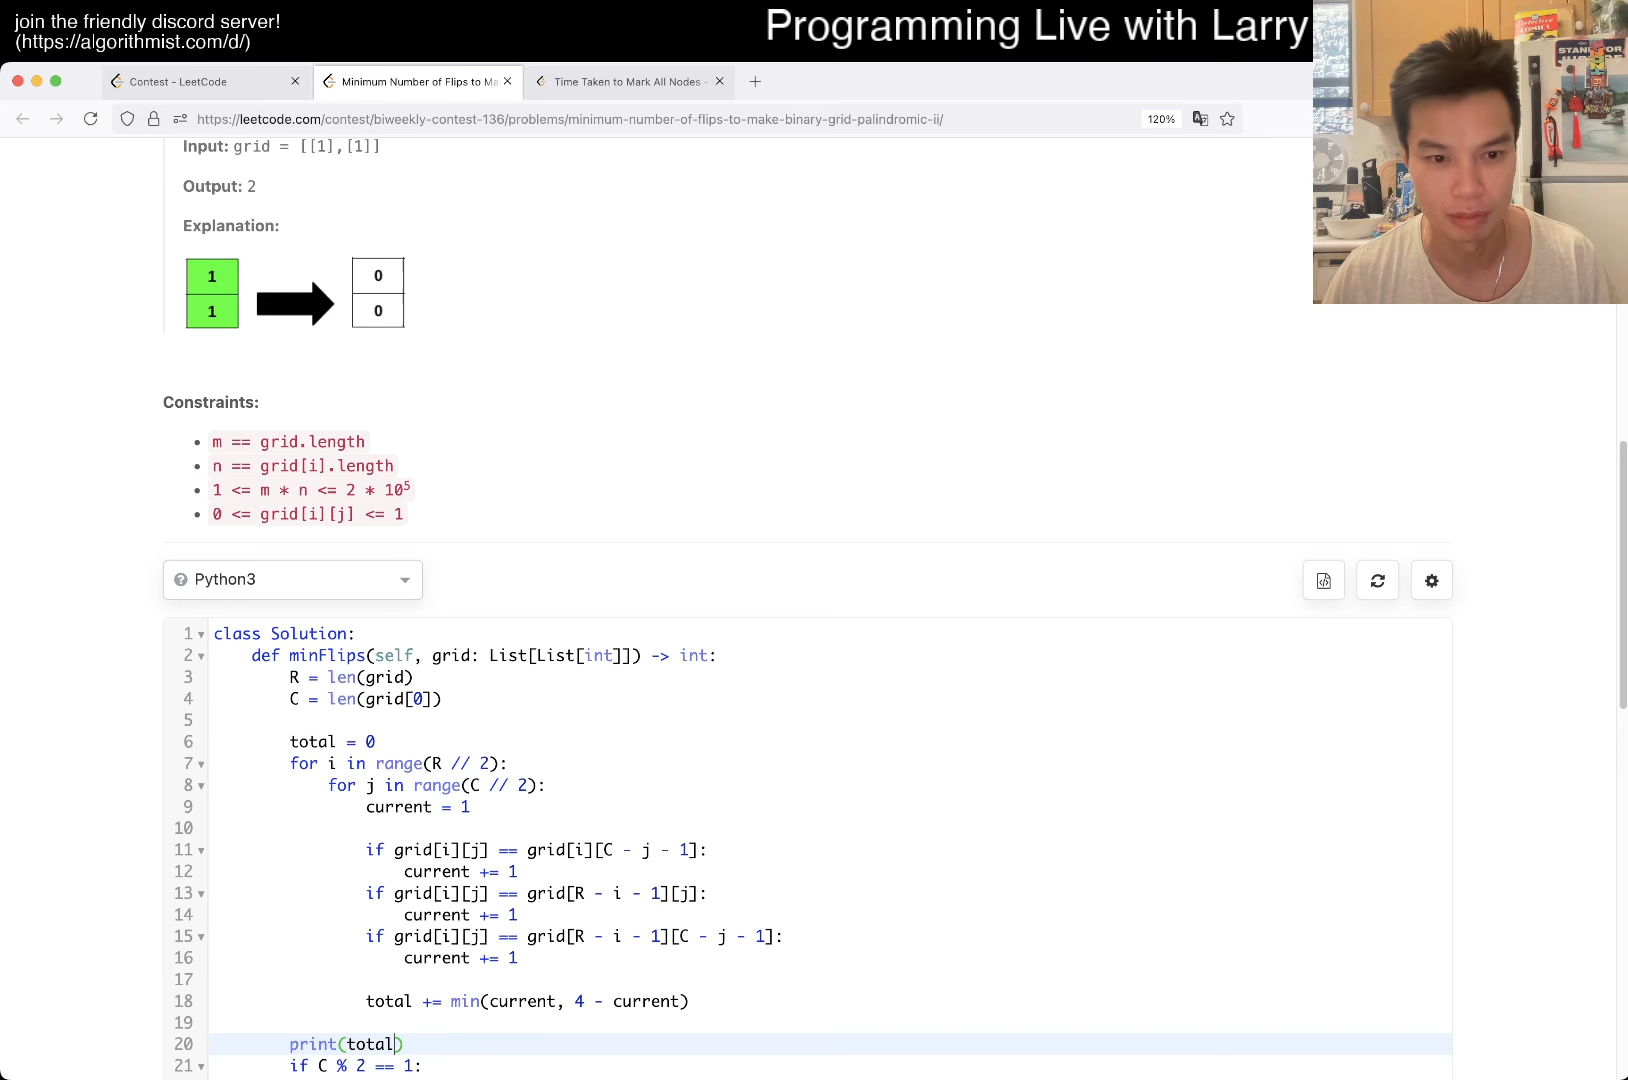 join the friendly discord server!
(https://algorithmist.com/d/)
Programming Live with Larry
Contest - LeetCode
Minimum Number of Flips to Ma
Time Taken to Mark All Nodes -
https://leetcode.com/contest/biweekly-contest-136/problems/minimum-number-of-flips-to-make-binary-grid-palindromic-ii/
120%
Input: grid = [[1],[1]]
Output: 2
Explanation:
1 0
1 0
Constraints:
m == grid.length
n == grid[i].length
1 <= m * n <= 2 * 10⁵
0 <= grid[i][j] <= 1
Python3
1 class Solution:
2 def minFlips(self, grid: List[List[int]]) -> int:
3 R = len(grid)
4 C = len(grid[0])
5
6 total = 0
7 for i in range(R // 2):
8 for j in range(C // 2):
9 current = 1
10
11 if grid[i][j] == grid[i][C - j - 1]:
12 current += 1
13 if grid[i][j] == grid[R - i - 1][j]:
14 current += 1
15 if grid[i][j] == grid[R - i - 1][C - j - 1]:
16 current += 1
17
18 total += min(current, 4 - current)
19
20 print(total)
21 if C % 2 == 1: